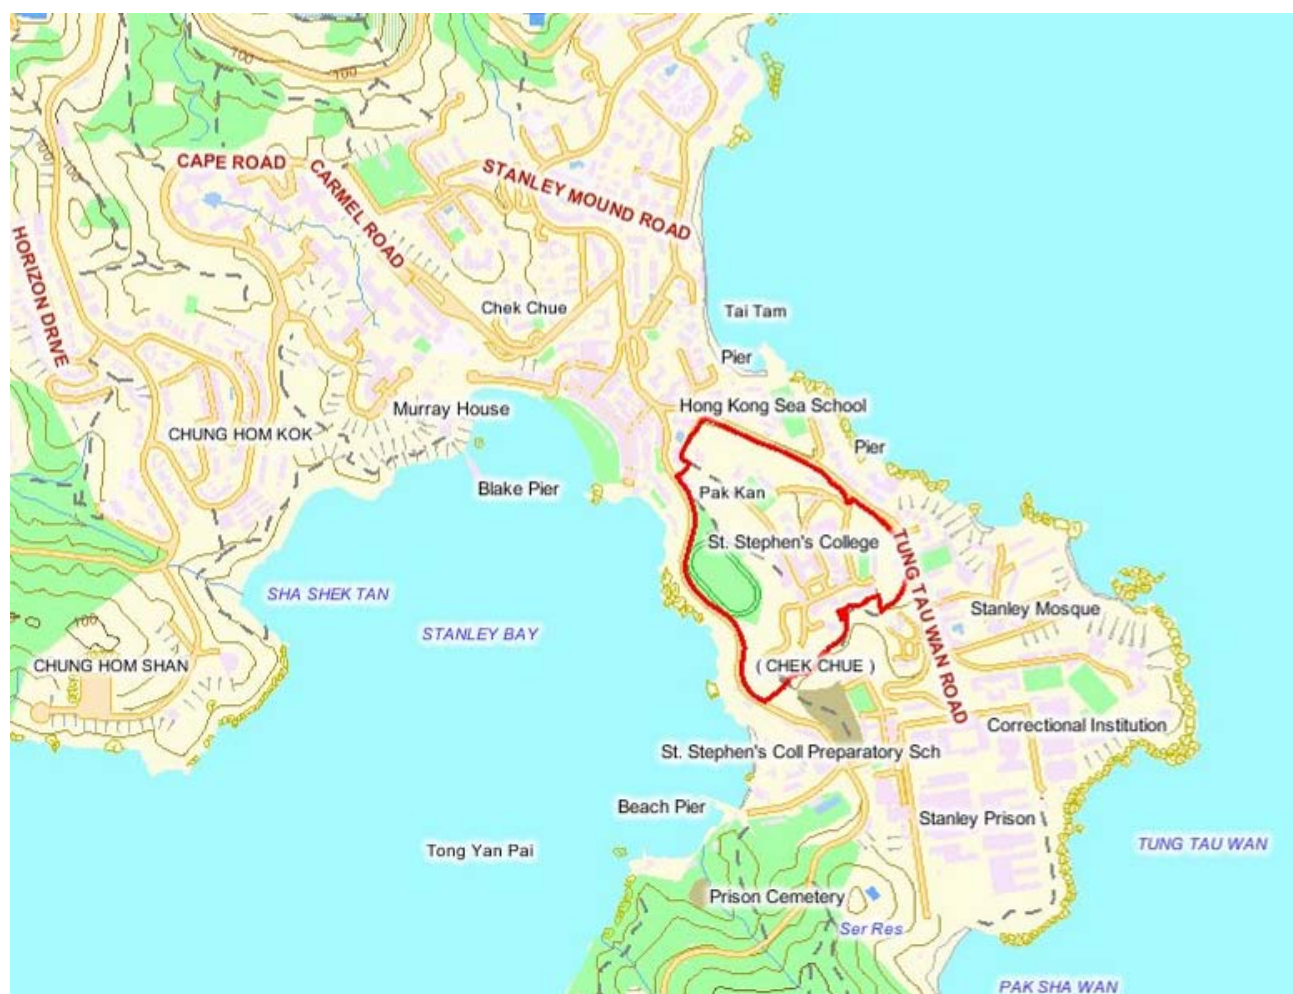 100
100
100
100
CAPE ROAD
CARMEL ROAD
STANLEY MOUND ROAD
HORIZON DRIVE
Chek Chue
Tai Tam
Pier
Murray House
Hong Kong Sea School
CHUNG HOM KOK
Pier
Blake Pier
Pak Kan
St. Stephen's College
TUNG TAU WAN ROAD
SHA SHEK TAN
STANLEY BAY
Stanley Mosque
100
CHUNG HOM SHAN
( CHEK CHUE )
Correctional Institution
St. Stephen's Coll Preparatory Sch
Beach Pier
Stanley Prison
Tong Yan Pai
TUNG TAU WAN
Prison Cemetery
Ser Res
PAK SHA WAN